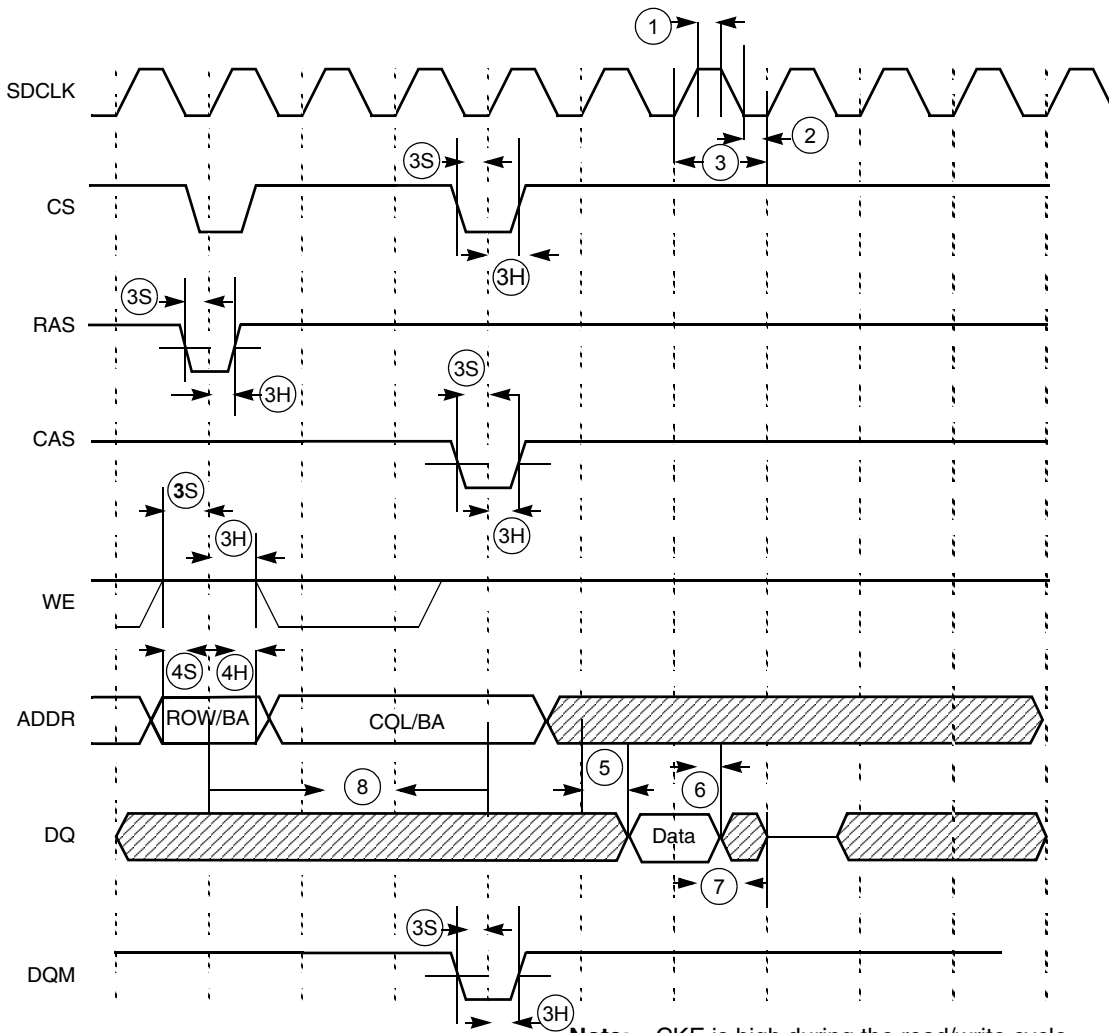 1
SDCLK
2
3S
3
CS
3H
3S
RAS
3S
3H
CAS
3S
3H
3H
WE
4S
4H
ADDR
ROW/BA
COL/BA
5
8
6
DQ
Data
7
3S
DQM
3H
Note: CKE is high during the read/write cycle